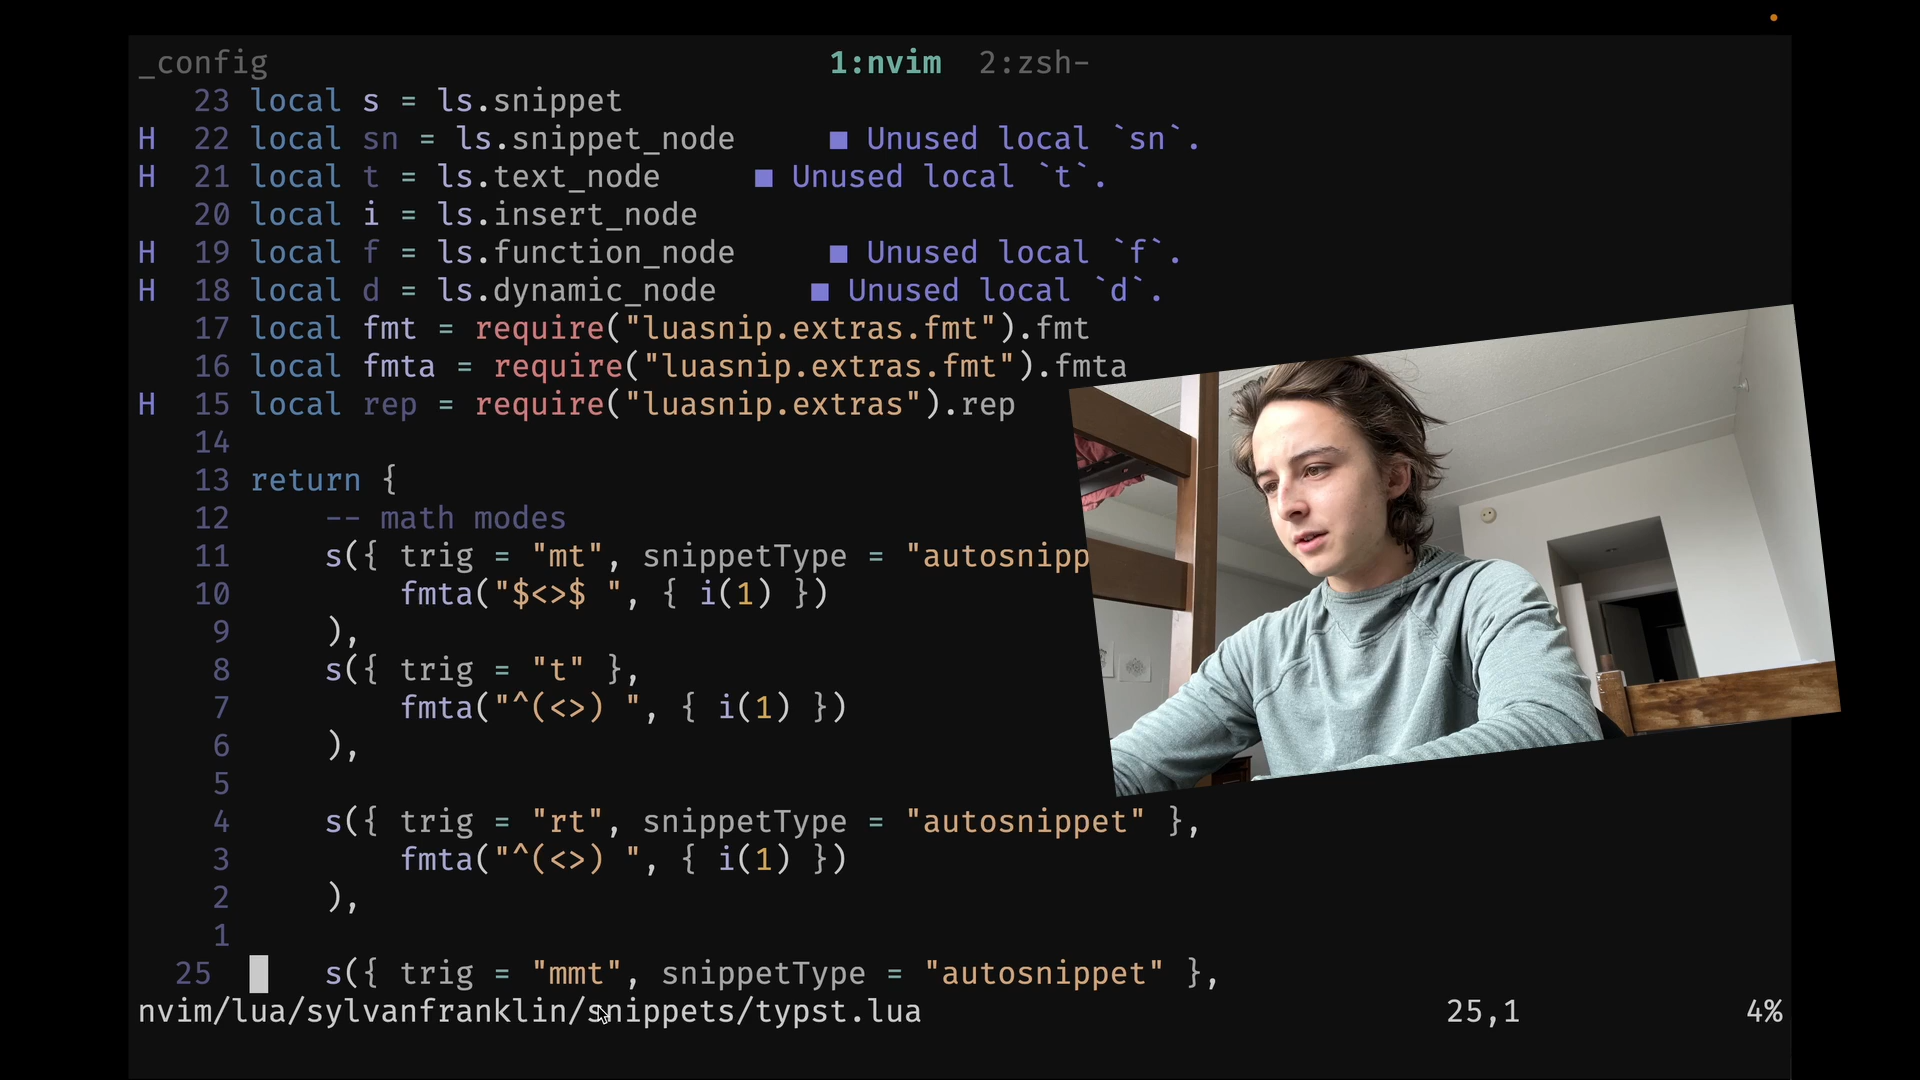 _config 1:nvim 2:zsh-
23 local s = ls.snippet
H 22 local sn = ls.snippet_node ■ Unused local `sn`.
H 21 local t = ls.text_node ■ Unused local `t`.
20 local i = ls.insert_node
H 19 local f = ls.function_node ■ Unused local `f`.
H 18 local d = ls.dynamic_node ■ Unused local `d`.
17 local fmt = require("luasnip.extras.fmt").fmt
16 local fmta = require("luasnip.extras.fmt").fmta
H 15 local rep = require("luasnip.extras").rep
14
13 return {
12 -- math modes
11 s({ trig = "mt", snippetType = "autosnipp
10 fmta("$<>$ ", { i(1) })
9 ),
8 s({ trig = "t" },
7 fmta("^(<>) ", { i(1) })
6 ),
5
4 s({ trig = "rt", snippetType = "autosnippet" },
3 fmta("^(<>) ", { i(1) })
2 ),
1
25 s({ trig = "mmt", snippetType = "autosnippet" },
nvim/lua/sylvanfranklin/snippets/typst.lua 25,1 4%